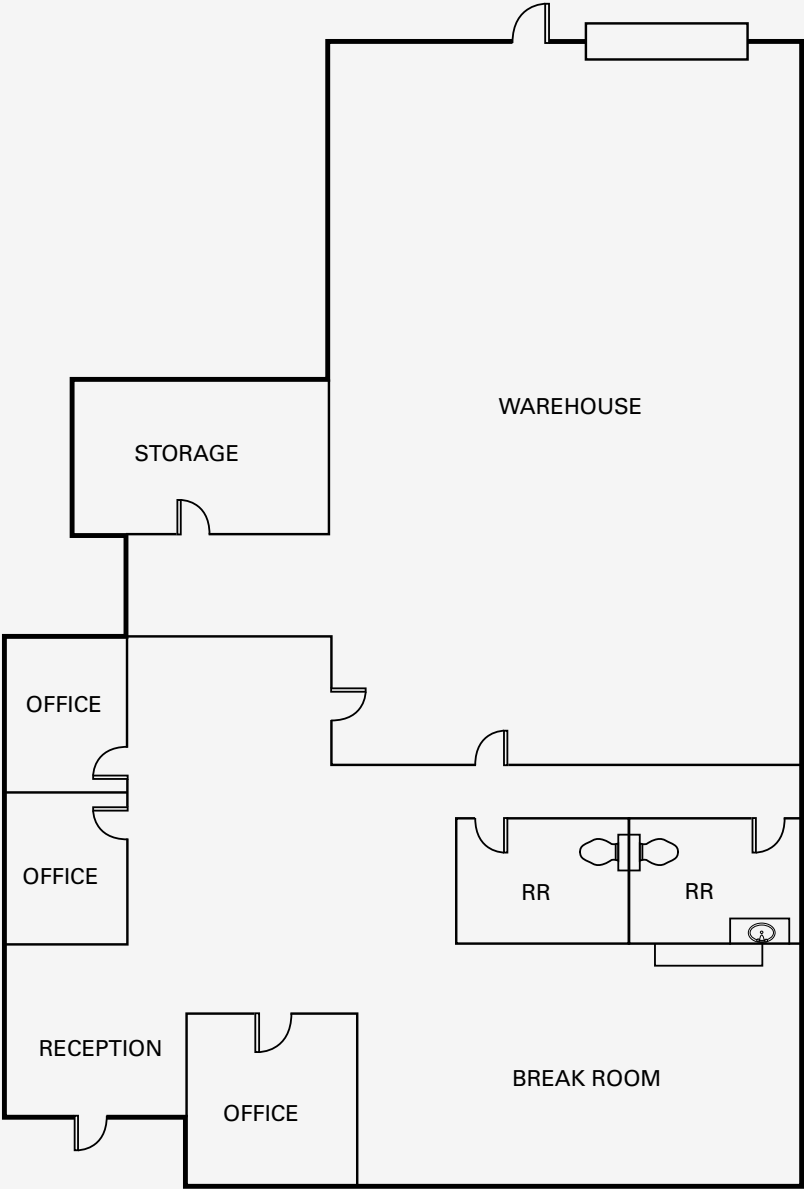 WAREHOUSE
STORAGE
OFFICE
OFFICE
RR
RR
RECEPTION
BREAK ROOM
OFFICE